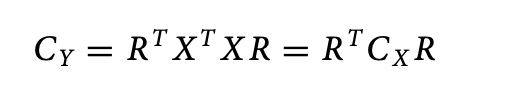 C_Y = R^T X^T X R = R^T C_X R